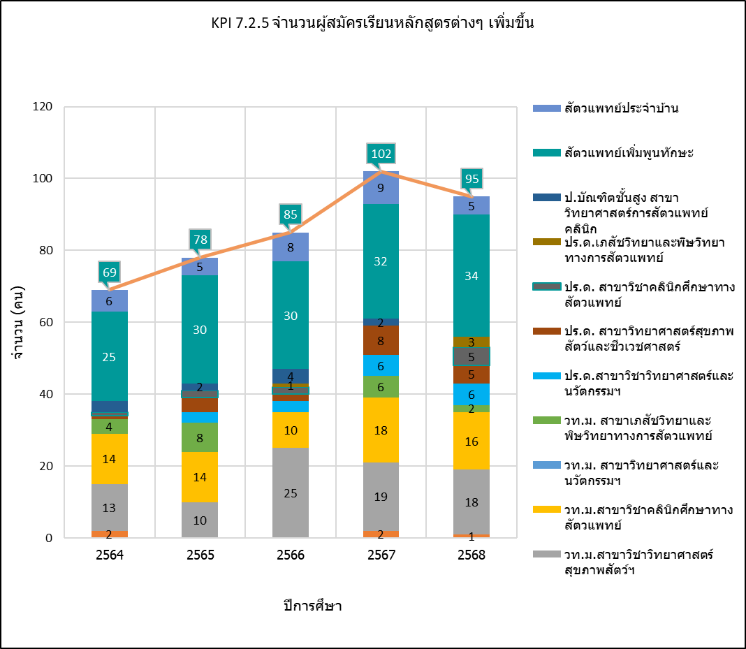 KPI 7.2.5 จำนวนผู้สมัครเรียนหลักสูตรต่างๆ เพิ่มขึ้น
จำนวน (คน)
120
100
80
60
40
20
0
69
78
85
102
95
6
5
8
9
5
25
30
30
32
34
2
4
2
3
1
5
8
5
6
6
4
8
6
2
14
14
10
18
16
13
10
25
19
18
2
2
1
2564
2565
2566
2567
2568
ปีการศึษา
สัตวแพทย์ประจำบ้าน
สัตวแพทย์เพิ่มพูนทักษะ
ป.บัณฑิตชั้นสูง สาขา
วิทยาศาสตร์การสัตวแพทย์
คลินิก
ปร.ด.เภสัชวิทยาและพิษวิทยา
ทางการสัตวแพทย์
ปร.ด. สาขาวิชาคลินิกศึกษาทาง
สัตวแพทย์
ปร.ด. สาขาวิทยาศาสตร์สุขภาพ
สัตว์และชีวเวชศาสตร์
ปร.ด.สาขาวิชาวิทยาศาสตร์และ
นวัตกรรมฯ
วท.ม. สาขาเภสัชวิทยาและ
พิษวิทยาทางการสัตวแพทย์
วท.ม. สาขาวิทยาศาสตร์และ
นวัตกรรมฯ
วท.ม.สาขาวิชาคลินิกศึกษาทาง
สัตวแพทย์
วท.ม.สาขาวิชาวิทยาศาสตร์
สุขภาพสัตว์ฯ